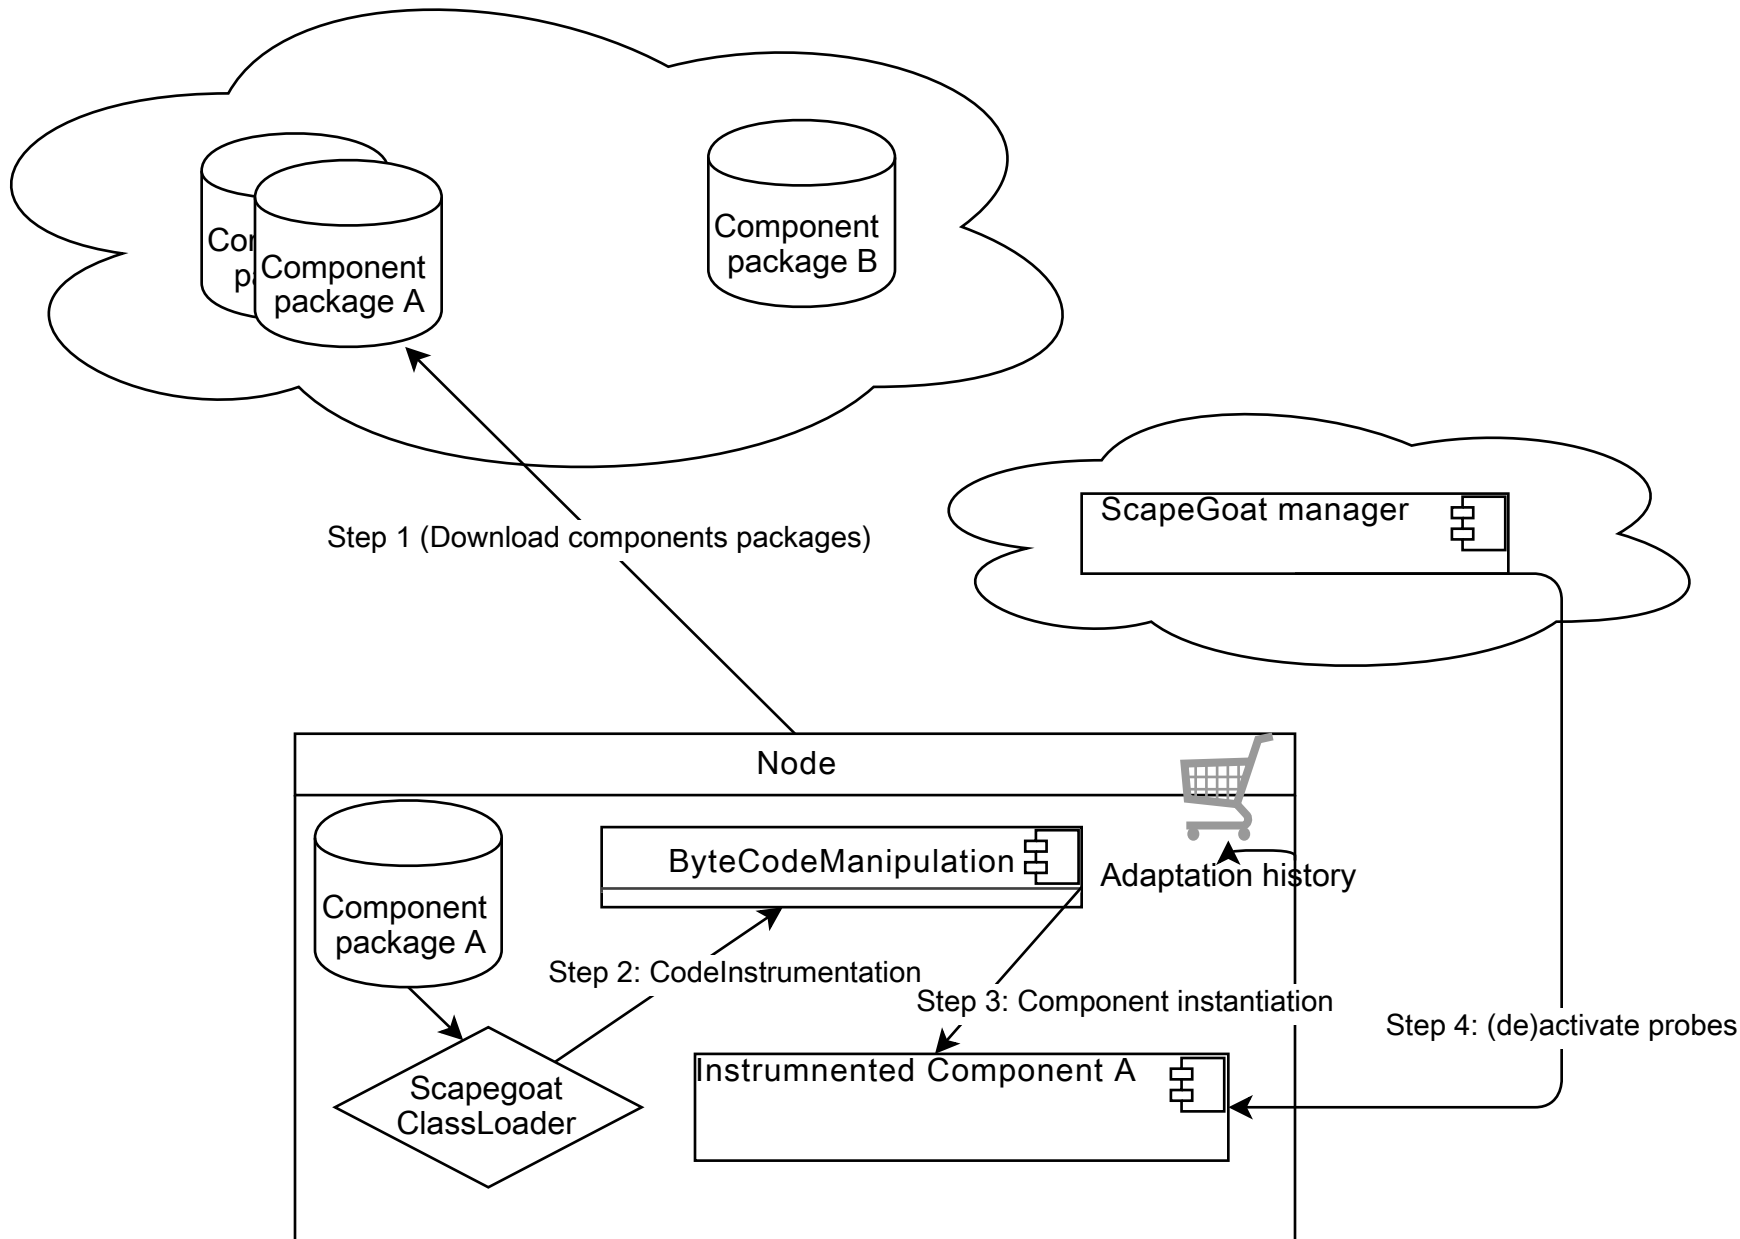 Component
package B
Component
package A
Step 1 (Download components packages)
ScapeGoat manager
Node
ByteCodeManipulation
Adaptation history
Component
package A
Step 2: CodeInstrumentation
Step 3: Component instantiation
Step 4: (de)activate probes
Instrumnented Component A
Scapegoat
ClassLoader